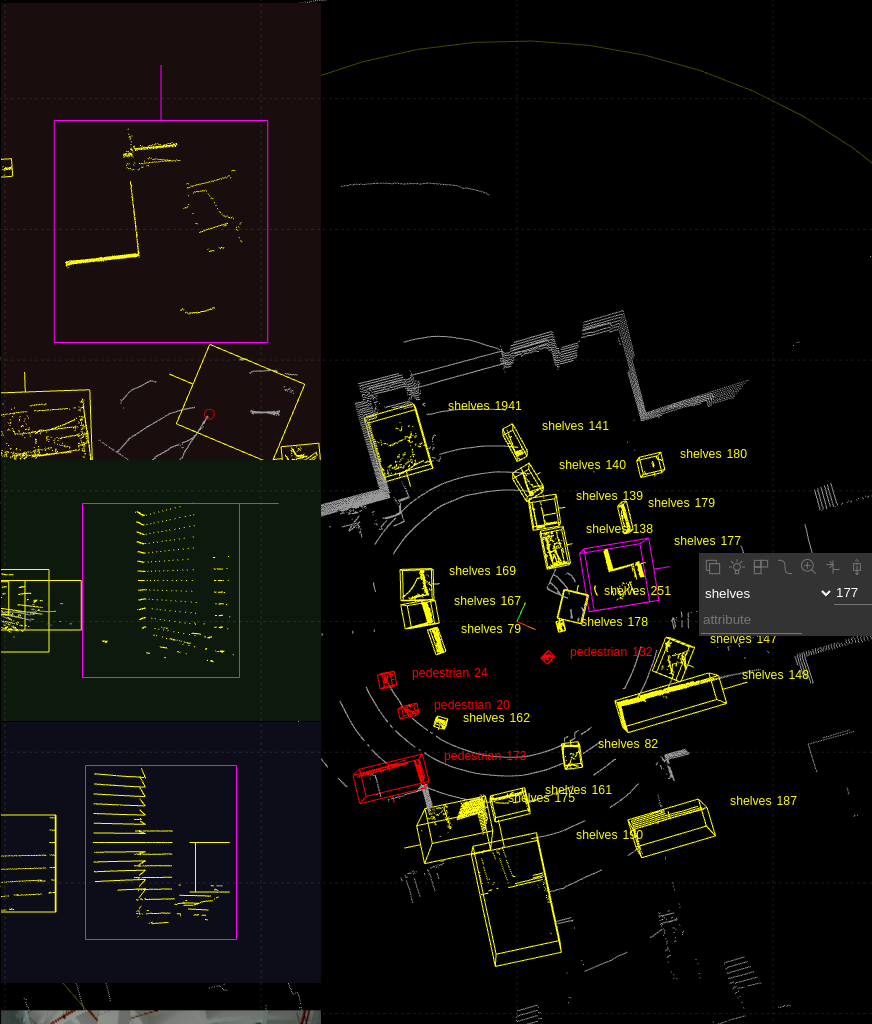 shelves 1941
shelves 141
shelves 180
shelves 140
shelves 139
shelves 179
shelves 138
shelves 177
shelves 169
shelves 251
shelves 177
shelves 167
attribute
shelves 178
shelves 79
shelves 147
pedestrian 132
pedestrian 24
shelves 148
pedestrian 20
shelves 162
shelves 82
pedestrian 173
shelves 161
shelves 175
shelves 187
shelves 190